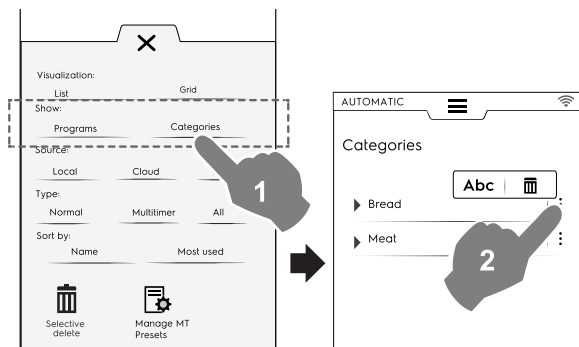 Visualization:
List Grid
Show:
Programs Categories
Source:
Local Cloud
Type:
Normal Multitimer All
Sort by:
Name Most used
Selective
delete
Manage MT
Presets
1
AUTOMATIC
Categories
Abc
Bread
Meat
2